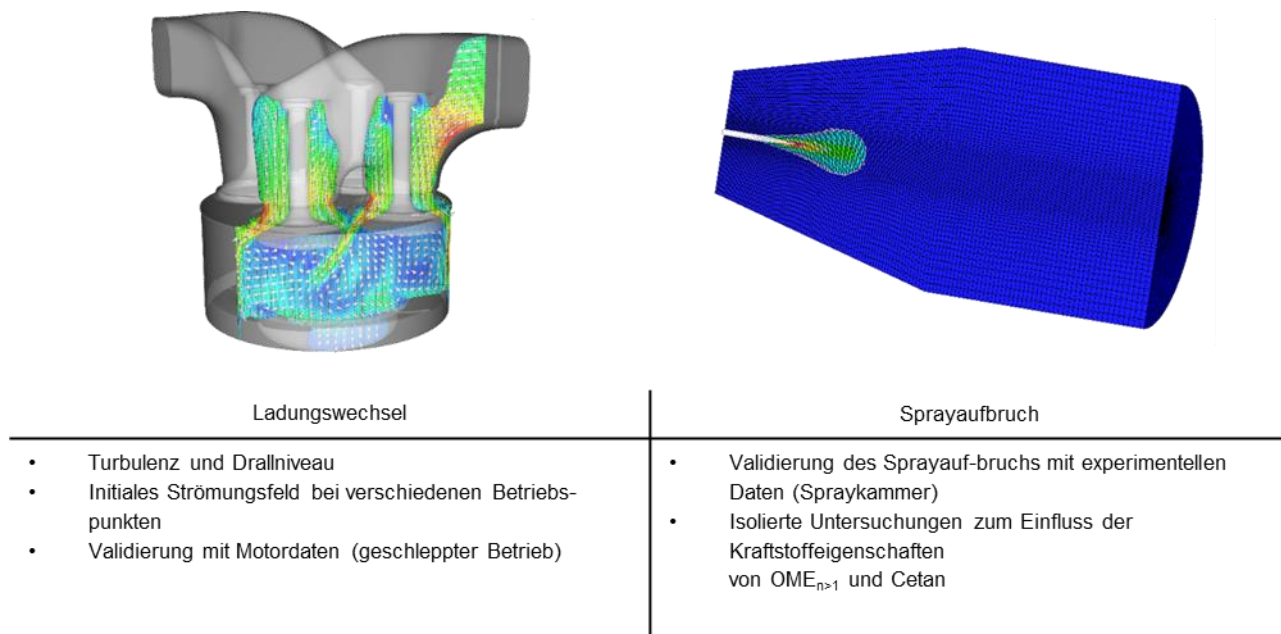 Ladungswechsel
• Turbulenz und Drallniveau
• Initiales Strömungsfeld bei verschiedenen Betriebs-
punkten
• Validierung mit Motordaten (geschleppter Betrieb)
Sprayaufbruch
• Validierung des Sprayauf-bruchs mit experimentellen
Daten (Spraykammer)
• Isolierte Untersuchungen zum Einfluss der
Kraftstoffeigenschaften
von OMEₙ>₁ und Cetan